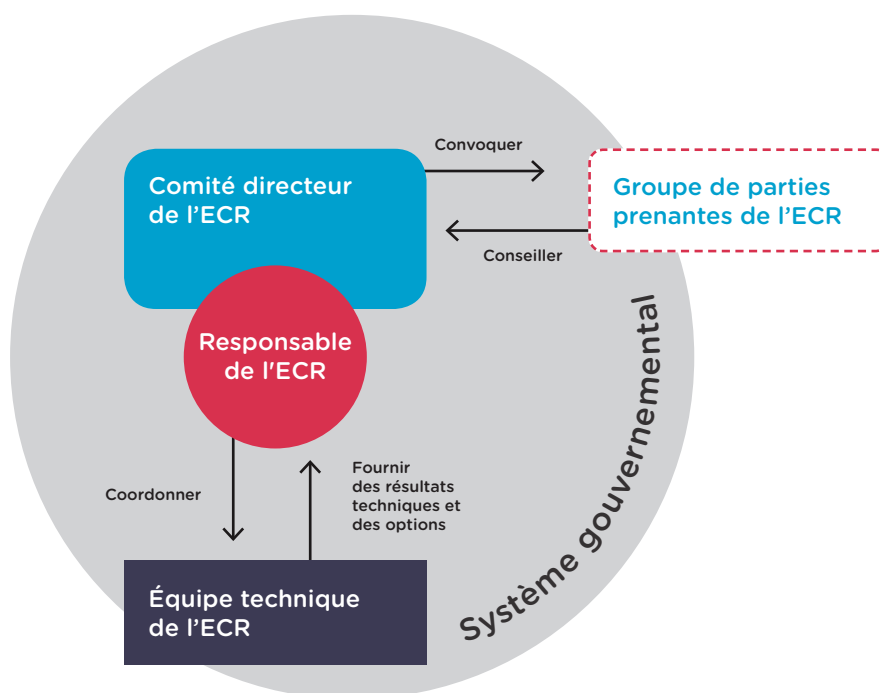 Convoquer
Comité directeur
de l’ECR
Groupe de parties
prenantes de l’ECR
Conseiller
Responsable
de l'ECR
Système gouvernemental
Coordonner
Fournir
des résultats
techniques et
des options
Équipe technique
de l’ECR